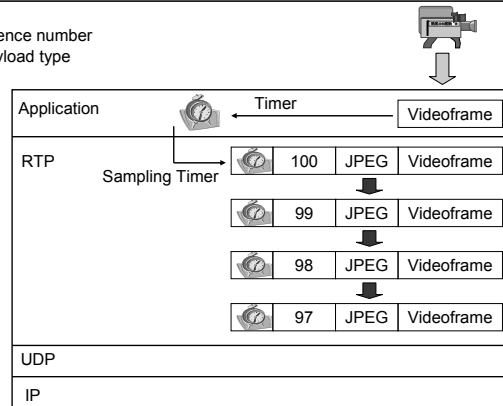 ence number
load type
Application
Timer
Videoframe
RTP
Sampling Timer
100 JPEG Videoframe
99 JPEG Videoframe
98 JPEG Videoframe
97 JPEG Videoframe
UDP
IP